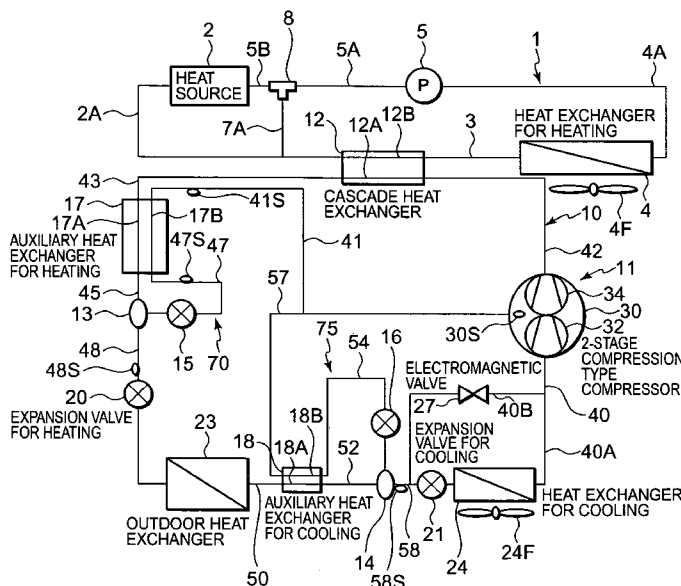 2
5B
8
5A
5
1
4A
HEAT
SOURCE
P
2A
7A
12
12A
12B
3
HEAT EXCHANGER
FOR HEATING
43
17
17A
17B
41S
CASCADE HEAT
EXCHANGER
4F
4
10
AUXILIARY HEAT
EXCHANGER
FOR HEATING
47S
47
41
42
45
57
11
13
34
30
15
70
75
54
16
30S
32
48
48S
2-STAGE
COMPRESSION
TYPE
COMPRESSOR
20
ELECTROMAGNETIC
VALVE
27
40B
40
EXPANSION VALVE
FOR HEATING
23
18
18A
18B
52
EXPANSION
VALVE FOR
COOLING
40A
OUTDOOR HEAT
EXCHANGER
50
AUXILIARY HEAT
EXCHANGER
FOR COOLING
14
58S
58
21
24
24F
HEAT EXCHANGER
FOR COOLING